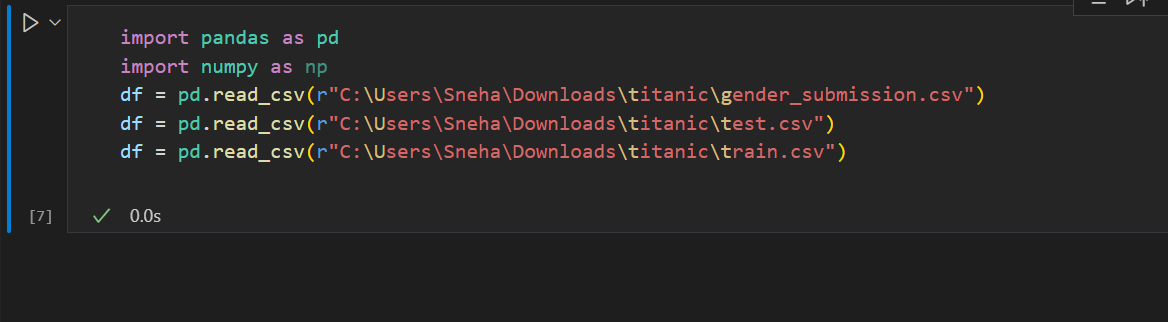 import pandas as pd
import numpy as np
df = pd.read_csv(r"C:\Users\Sneha\Downloads\titanic\gender_submission.csv")
df = pd.read_csv(r"C:\Users\Sneha\Downloads\titanic\test.csv")
df = pd.read_csv(r"C:\Users\Sneha\Downloads\titanic\train.csv")
[7] 0.0s